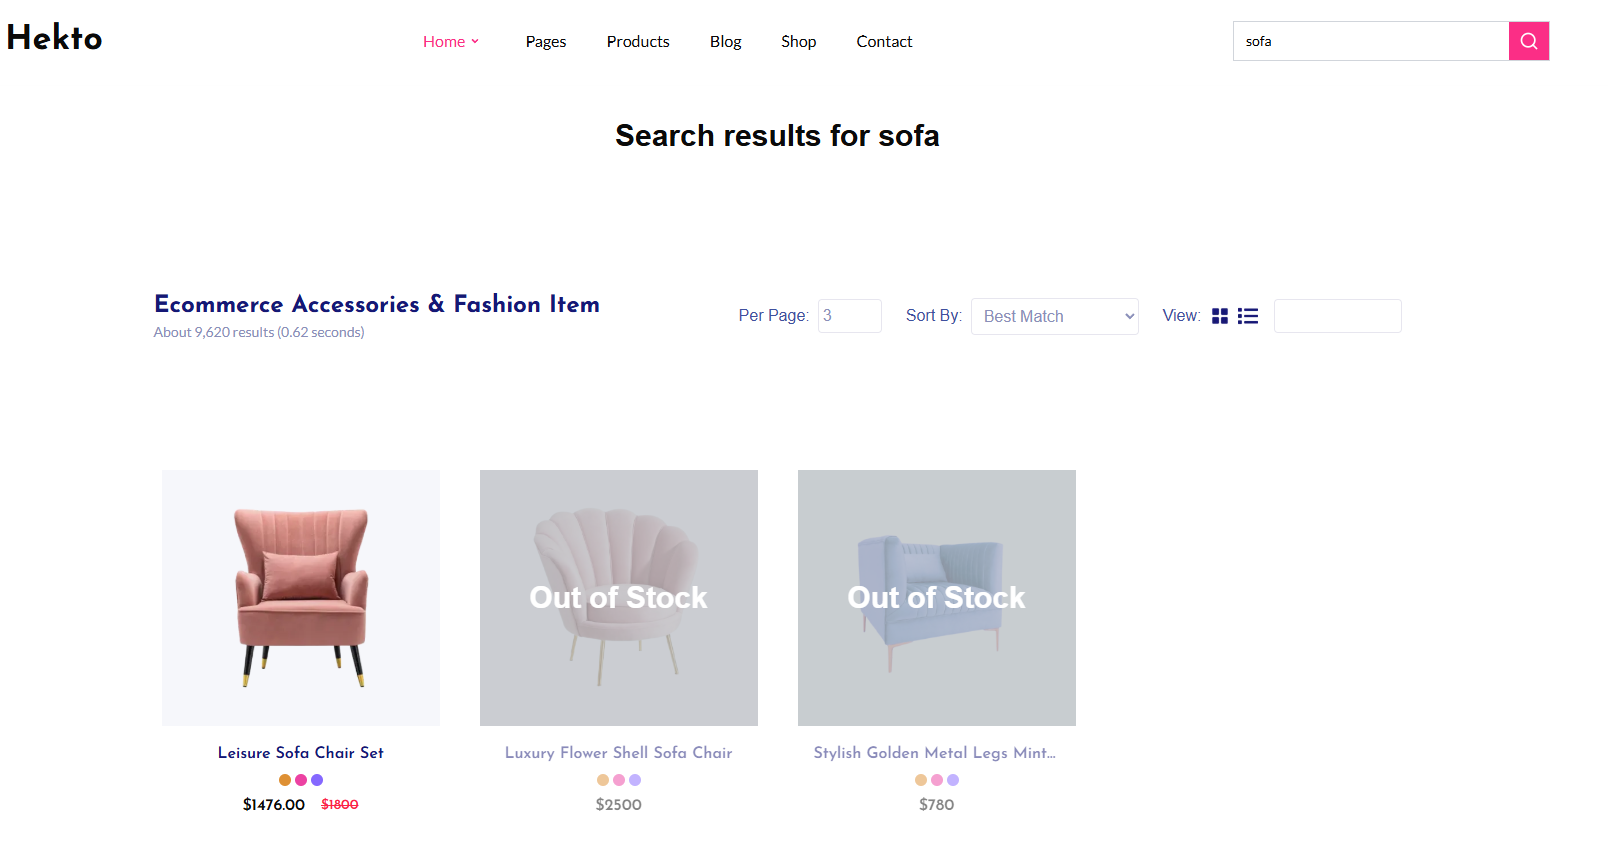 Hekto
Home
Pages
Products
Blog
Shop
Contact
sofa
Search results for sofa
Ecommerce Accessories & Fashion Item
About 9,620 results (0.62 seconds)
Per Page: 3
Sort By: Best Match
View:
Out of Stock
Out of Stock
Leisure Sofa Chair Set
$1476.00 $1800
Luxury Flower Shell Sofa Chair
$2500
Stylish Golden Metal Legs Mint...
$780